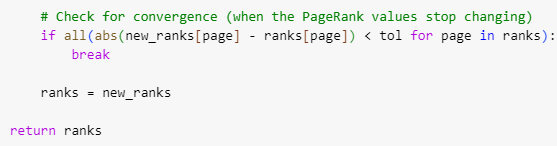 # Check for convergence (when the PageRank values stop changing)
if all(abs(new_ranks[page] - ranks[page]) < tol for page in ranks):
break
ranks = new_ranks
return ranks